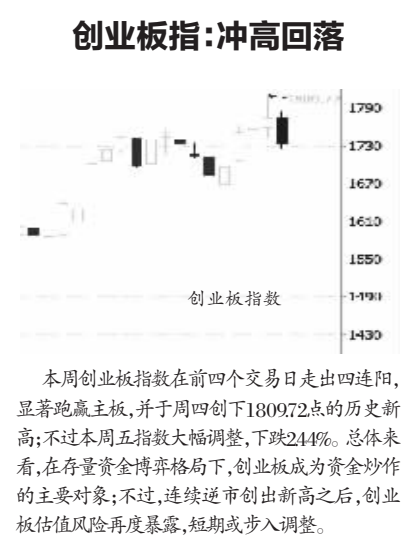 创业板指:冲高回落
1790
1730
1670
1610
1550
创业板指数
1490
1430
本周创业板指数在前四个交易日走出四连阳,
显著跑赢主板,并于周四创下1809.72点的历史新
高;不过本周五指数大幅调整,下跌2.44%。总体来
看,在存量资金博弈格局下,创业板成为资金炒作
的主要对象;不过,连续逆市创出新高之后,创业
板估值风险再度暴露,短期或步入调整。